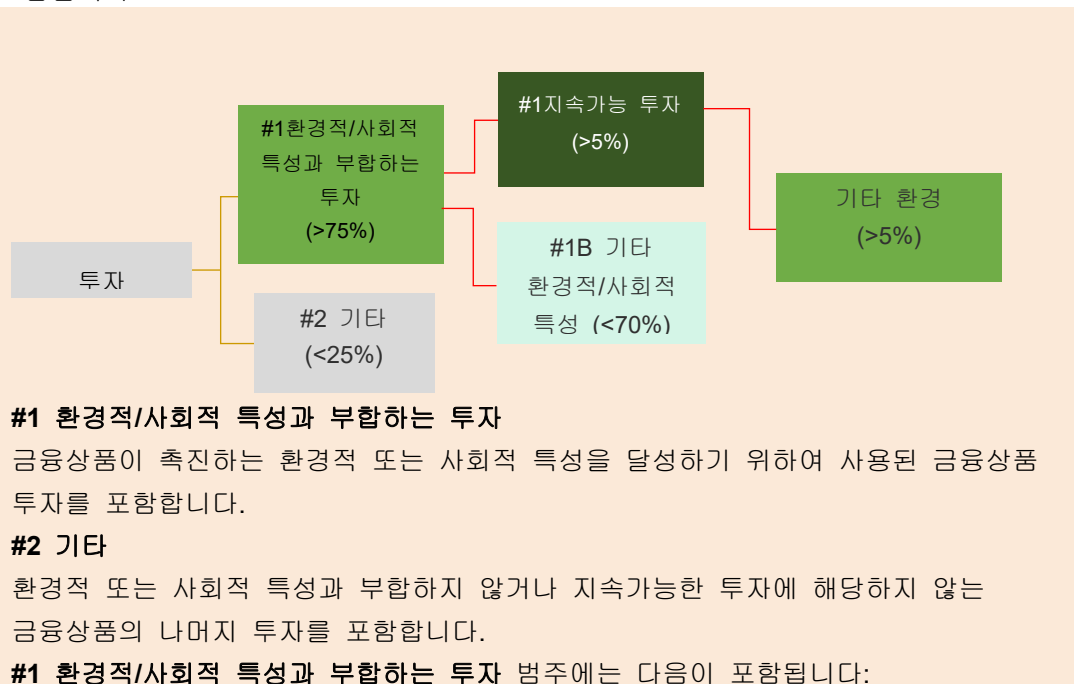 #1환경적/사회적
특성과 부합하는
투자
(>75%)
#1지속가능 투자
(>5%)
기타 환경
(>5%)
#1B 기타
환경적/사회적
특성 (<70%)
투자
#2 기타
(<25%)
#1 환경적/사회적 특성과 부합하는 투자
금융상품이 촉진하는 환경적 또는 사회적 특성을 달성하기 위하여 사용된 금융상품
투자를 포함합니다.
#2 기타
환경적 또는 사회적 특성과 부합하지 않거나 지속가능한 투자에 해당하지 않는
금융상품의 나머지 투자를 포함합니다.
#1 환경적/사회적 특성과 부합하는 투자 범주에는 다음이 포함됩니다: